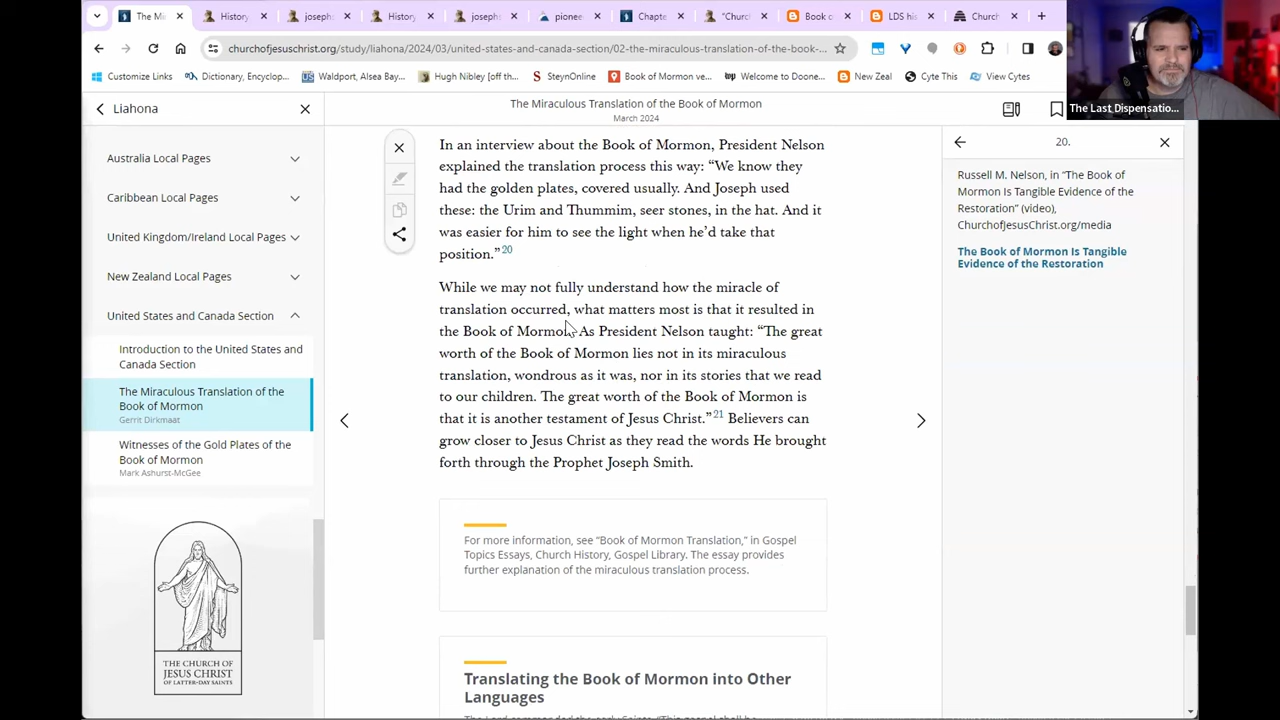 The Mi
History
joseph
History
josephs
pionee
Chapte
"Churc
Book
LDS his
Church
churchofjesuschrist.org/study/liahona/2024/03/united-states-and-canada-section/02-the-miraculous-translation-of-the-book-...
Customize Links
Dictionary, Encyclop...
Waldport, Alsea Bay...
Hugh Nibley [off th...
SteynOnline
Book of Mormon ve...
Welcome to Doone...
New Zeal
Cyte This
View Cytes
The Last Dispensatio...
Liahona
The Miraculous Translation of the Book of Mormon
March 2024
Australia Local Pages
Caribbean Local Pages
United Kingdom/Ireland Local Pages
New Zealand Local Pages
United States and Canada Section
Introduction to the United States and
Canada Section
The Miraculous Translation of the
Book of Mormon
Gerrit Dirkmaat
Witnesses of the Gold Plates of the
Book of Mormon
Mark Ashurst-McGee
THE CHURCH OF
JESUS CHRIST
OF LATTER-DAY SAINTS
In an interview about the Book of Mormon, President Nelson
explained the translation process this way: “We know they
had the golden plates, covered usually. And Joseph used
these: the Urim and Thummim, seer stones, in the hat. And it
was easier for him to see the light when he’d take that
position.”20
While we may not fully understand how the miracle of
translation occurred, what matters most is that it resulted in
the Book of Mormon. As President Nelson taught: “The great
worth of the Book of Mormon lies not in its miraculous
translation, wondrous as it was, nor in its stories that we read
to our children. The great worth of the Book of Mormon is
that it is another testament of Jesus Christ.”21 Believers can
grow closer to Jesus Christ as they read the words He brought
forth through the Prophet Joseph Smith.
For more information, see “Book of Mormon Translation,” in Gospel
Topics Essays, Church History, Gospel Library. The essay provides
further explanation of the miraculous translation process.
Translating the Book of Mormon into Other
Languages
20.
Russell M. Nelson, in “The Book of
Mormon Is Tangible Evidence of the
Restoration” (video),
ChurchofJesusChrist.org/media
The Book of Mormon Is Tangible
Evidence of the Restoration